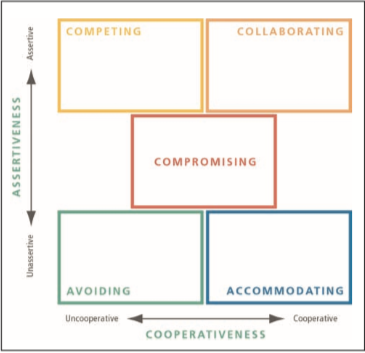 COMPETING
COLLABORATING
Assertive
COMPROMISING
ASSERTIVENESS
Unassertive
AVOIDING
ACCOMMODATING
Uncooperative
Cooperative
COOPERATIVENESS